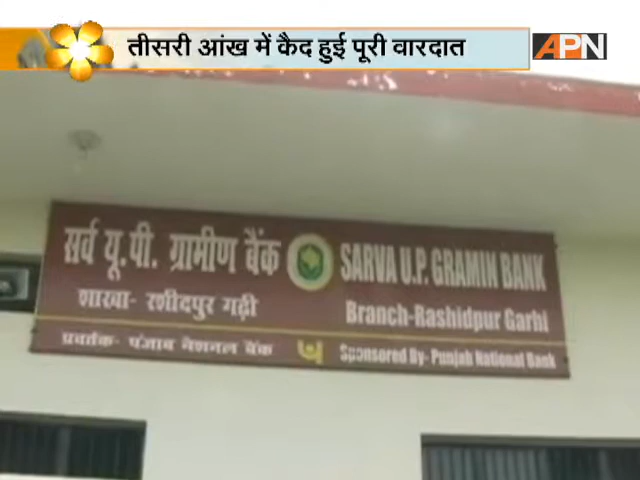 तीसरी आंख में कैद हुई पूरी वारदात
APN
सर्व यू.पी. ग्रामीण बैंक
SARVA U.P. GRAMIN BANK
शाखा- रशीदपुर गढ़ी
Branch-Rashidpur Garhi
प्रवर्तक- पंजाब नेशनल बैंक
Sponsored By- Punjab National Bank